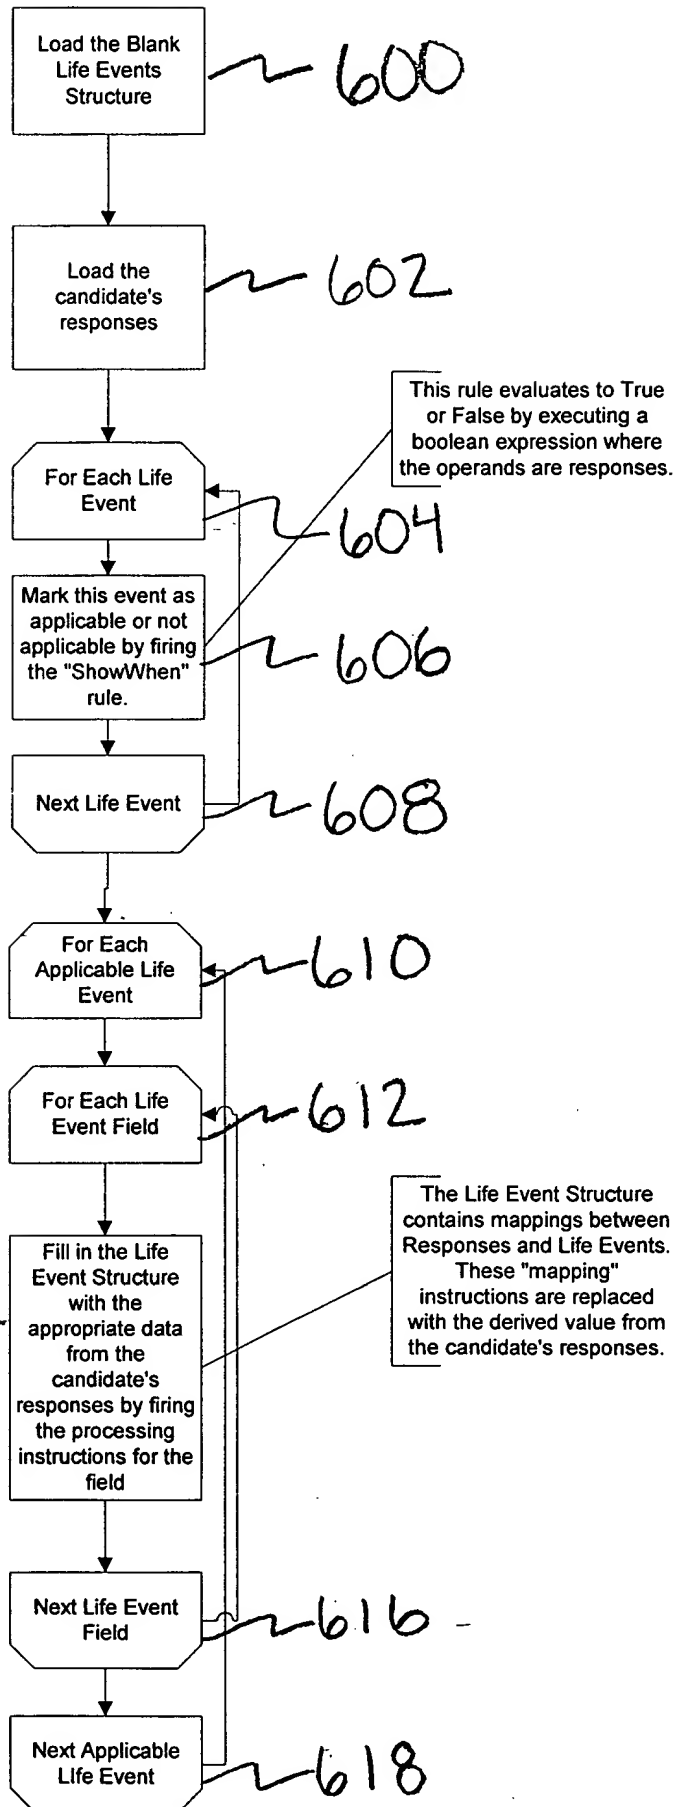 Load the Blank
Life Events
Structure
600
Load the
candidate's
responses
602
This rule evaluates to True
or False by executing a
boolean expression where
the operands are responses.
For Each Life
Event
604
Mark this event as
applicable or not
applicable by firing
the "ShowWhen"
rule.
606
Next Life Event
608
For Each
Applicable Life
Event
610
For Each Life
Event Field
612
The Life Event Structure
contains mappings between
Responses and Life Events.
These "mapping"
instructions are replaced
with the derived value from
the candidate's responses.
Fill in the Life
Event Structure
with the
appropriate data
from the
candidate's
responses by firing
the processing
instructions for the
field
Next Life Event
Field
616
Next Applicable
Life Event
618